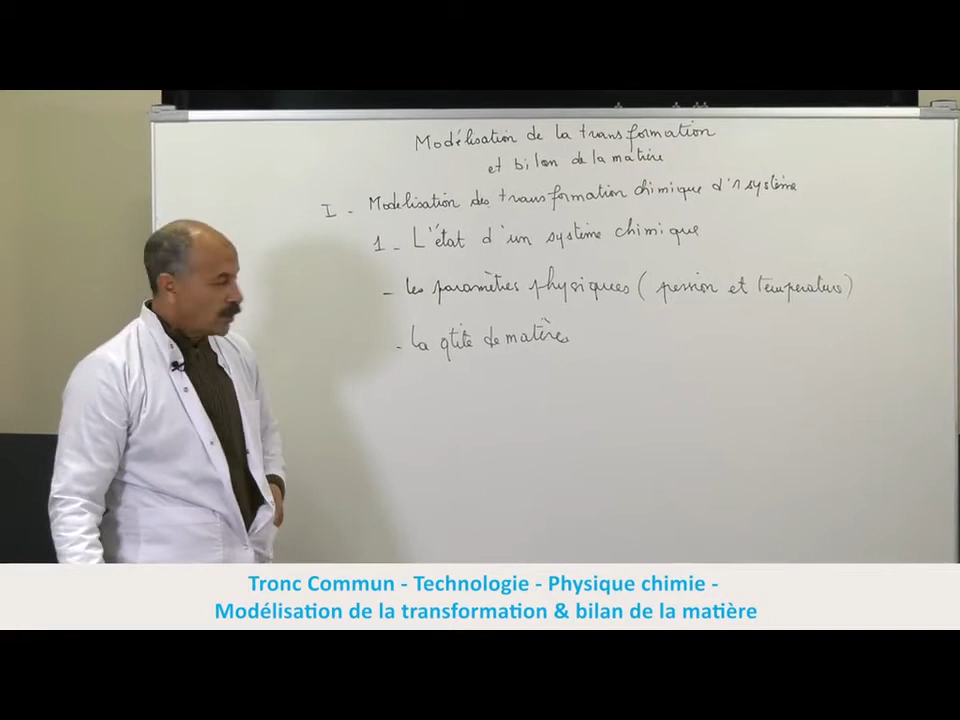 Modélisation de la transformation
et bilan de la matière
I - Modelisation des transformation chimique d'1 système
1 - L'état d'un système chimique
- les paramètres physiques ( pression et température )
- la qtité de matières
Tronc Commun - Technologie - Physique chimie -
Modélisation de la transformation & bilan de la matière